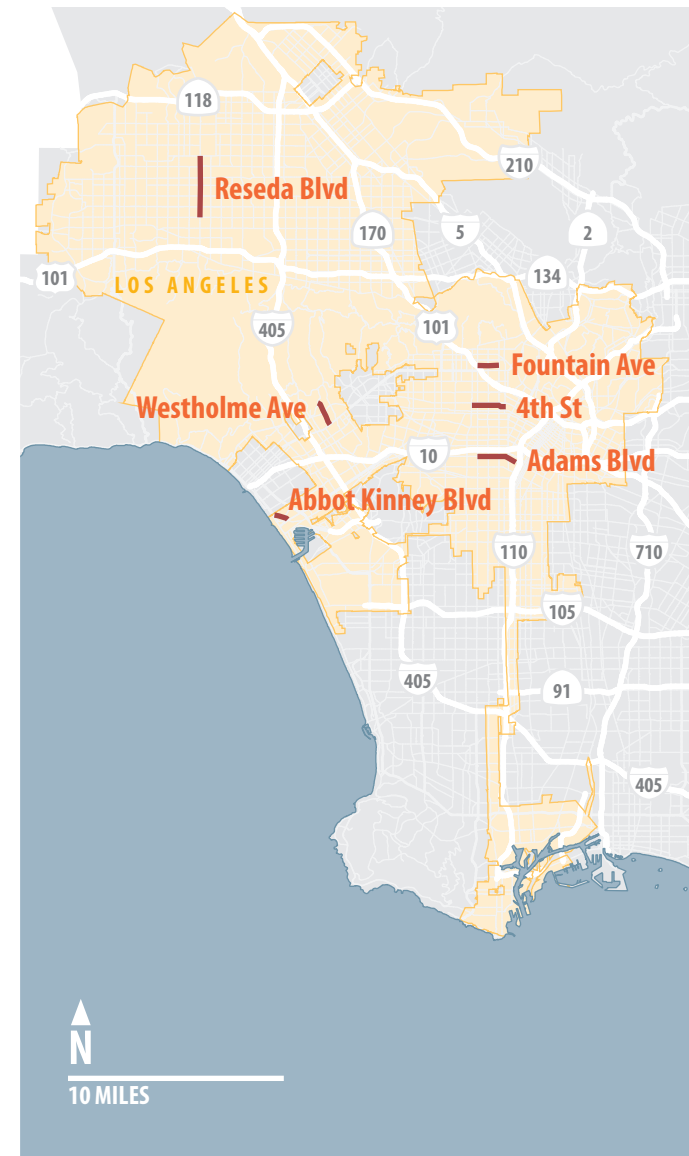 118
210
Reseda Blvd
170
5
2
101
134
LOS ANGELES
405
101
Fountain Ave
Westholme Ave
4th St
10
Adams Blvd
Abbot Kinney Blvd
110
710
105
405
91
405
N
10 MILES